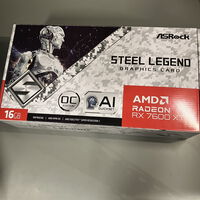 ASRock
STEEL LEGEND
GRAPHICS CARD
OC
AI
16GB
AMD
RADEON
RX 7600 XT